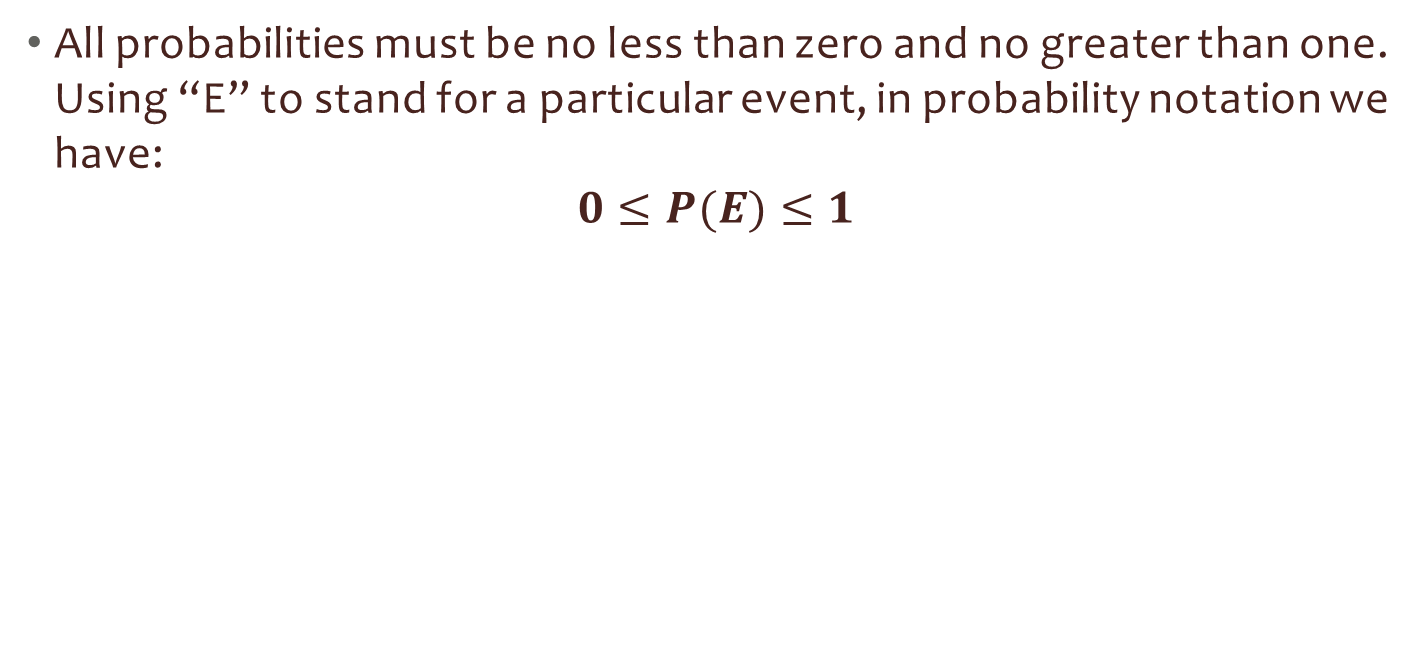 • All probabilities must be no less than zero and no greater than one.
Using “E” to stand for a particular event, in probability notation we
have:
0 ≤ P(E) ≤ 1